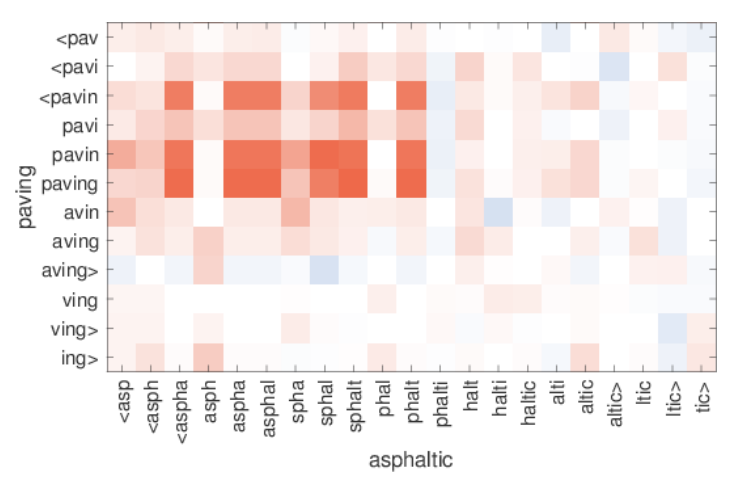 <pav
<pavi
<pavin
pavi
pavin
paving
avin
aving
aving>
ving
ving>
ing>
paving
<asp
<asph
<aspha
asph
aspha
asphal
spha
sphal
sphalt
phal
phalt
phalti
halt
halti
haltic
alti
altic
altic>
ltic
ltic>
tic>
asphaltic